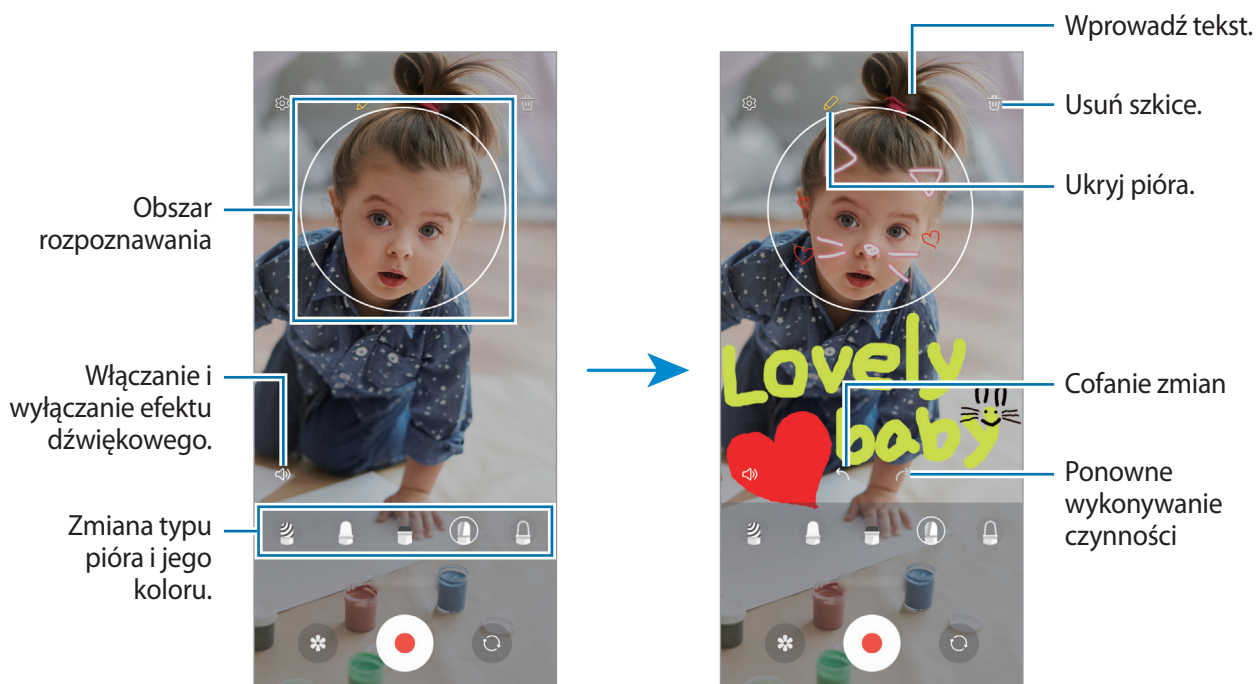 Wprowadź tekst.
Usuń szkice.
Ukryj pióra.
Obszar
rozpoznawania
Włączanie i
wyłączanie efektu
dźwiękowego.
Zmiana typu
pióra i jego
koloru.
Lovely
baby
Cofanie zmian
Ponowne
wykonywanie
czynności